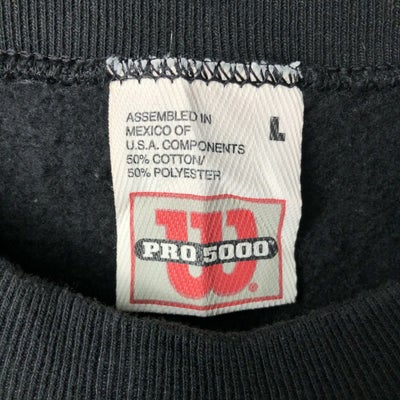 ASSEMBLED IN
MEXICO OF
U.S.A. COMPONENTS
50% COTTON/
50% POLYESTER
L
W
PRO 5000